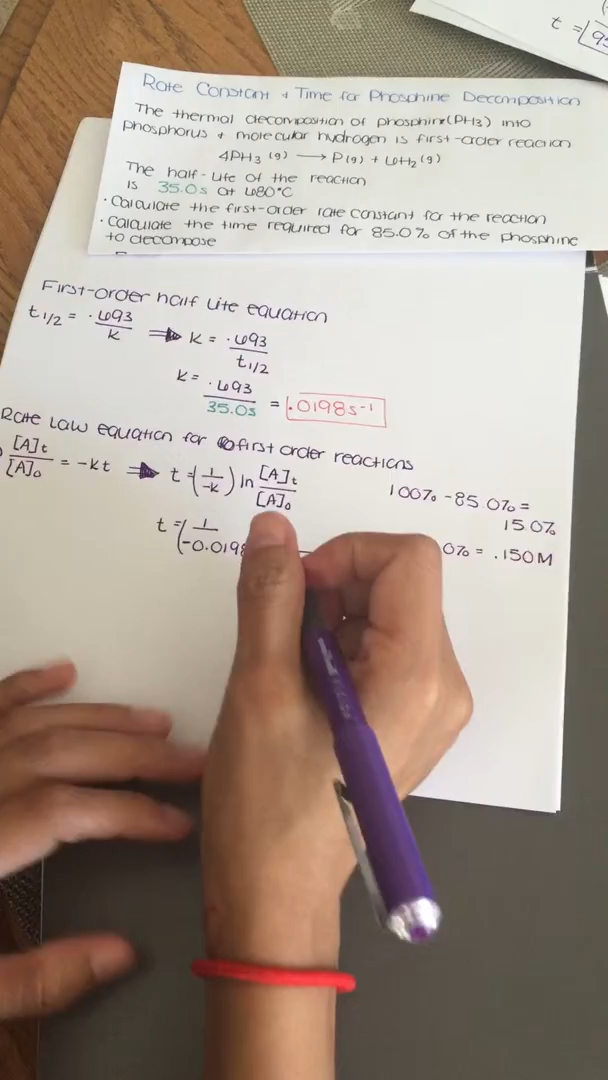 t = 95
Rate Constant + Time for Phosphine Decomposition
The thermal decomposition of phosphine (PH3) into
phosphorus + molecular hydrogen is first-order reaction
4PH3 (g) → P(g) + 6H2(g)
The half-life of the reaction
is 35.0s at 680°C
· Calculate the first-order rate constant for the reaction
· Calculate the time required for 85.0% of the phosphine
to decompose
First-order half life equation
t1/2 = .693/k ⇒ k = .693/t1/2
k = .693/35.0s = .0198s⁻¹
Rate Law equation for first order reactions
[A]t/[A]0 = -kt ⇒ t = (1/-k) ln [A]t/[A]0
100% - 85.0% =
15.0%
t = (1/-0.0198
0% = .150M